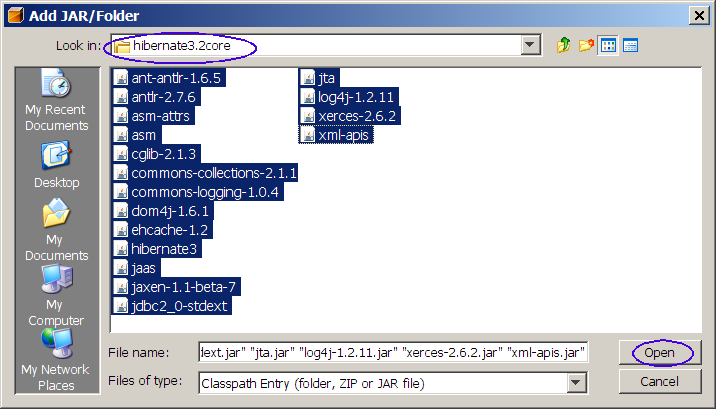 Add JAR/Folder
Look in: hibernate3.2core
My Recent
Documents
Desktop
My
Documents
My
Computer
My Network
Places
ant-antlr-1.6.5
antlr-2.7.6
asm-attrs
asm
cglib-2.1.3
commons-collections-2.1.1
commons-logging-1.0.4
dom4j-1.6.1
ehcache-1.2
hibernate3
jaas
jaxen-1.1-beta-7
jdbc2_0-stdext
jta
log4j-1.2.11
xerces-2.6.2
xml-apis
File name: dext.jar" "jta.jar" "log4j-1.2.11.jar" "xerces-2.6.2.jar" "xml-apis.jar" Open
Files of type: Classpath Entry (folder, ZIP or JAR file) Cancel